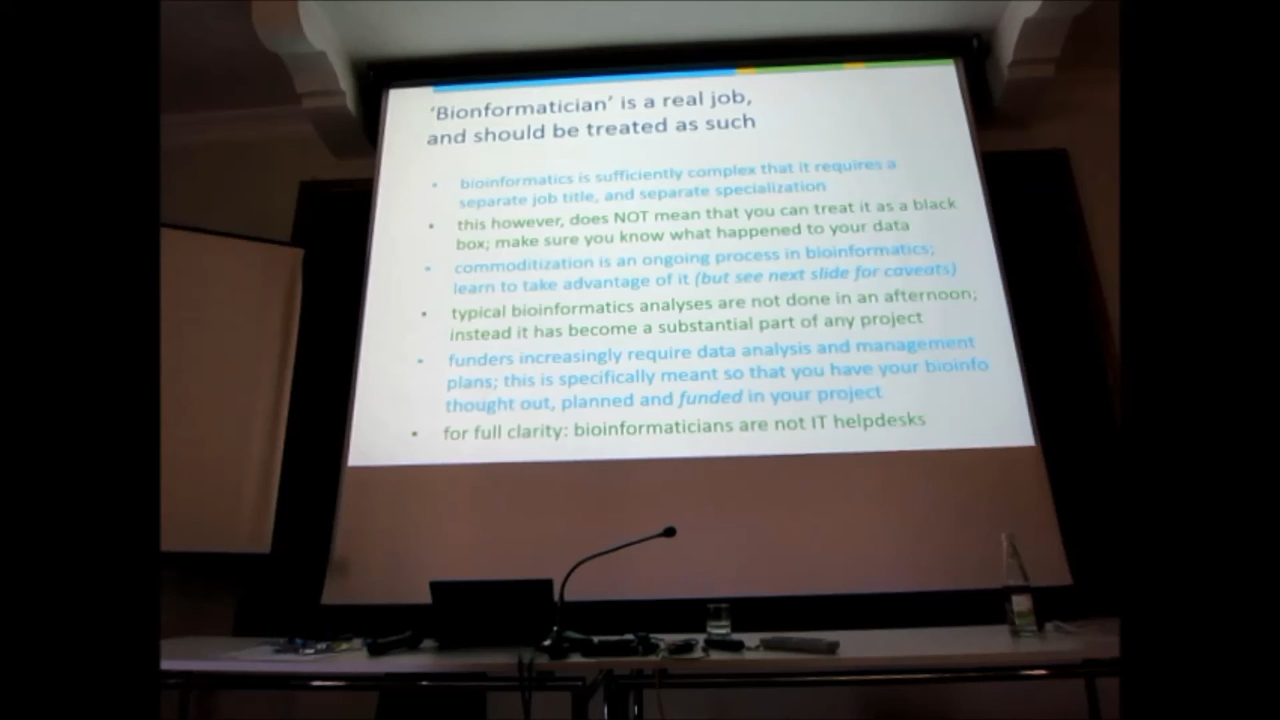 ‘Bionformatician’ is a real job,
and should be treated as such
• bioinformatics is sufficiently complex that it requires a
separate job title, and separate specialization
• this however, does NOT mean that you can treat it as a black
box; make sure you know what happened to your data
• commoditization is an ongoing process in bioinformatics;
learn to take advantage of it (but see next slide for caveats)
• typical bioinformatics analyses are not done in an afternoon;
instead it has become a substantial part of any project
• funders increasingly require data analysis and management
plans; this is specifically meant so that you have your bioinfo
thought out, planned and funded in your project
• for full clarity: bioinformaticians are not IT helpdesks